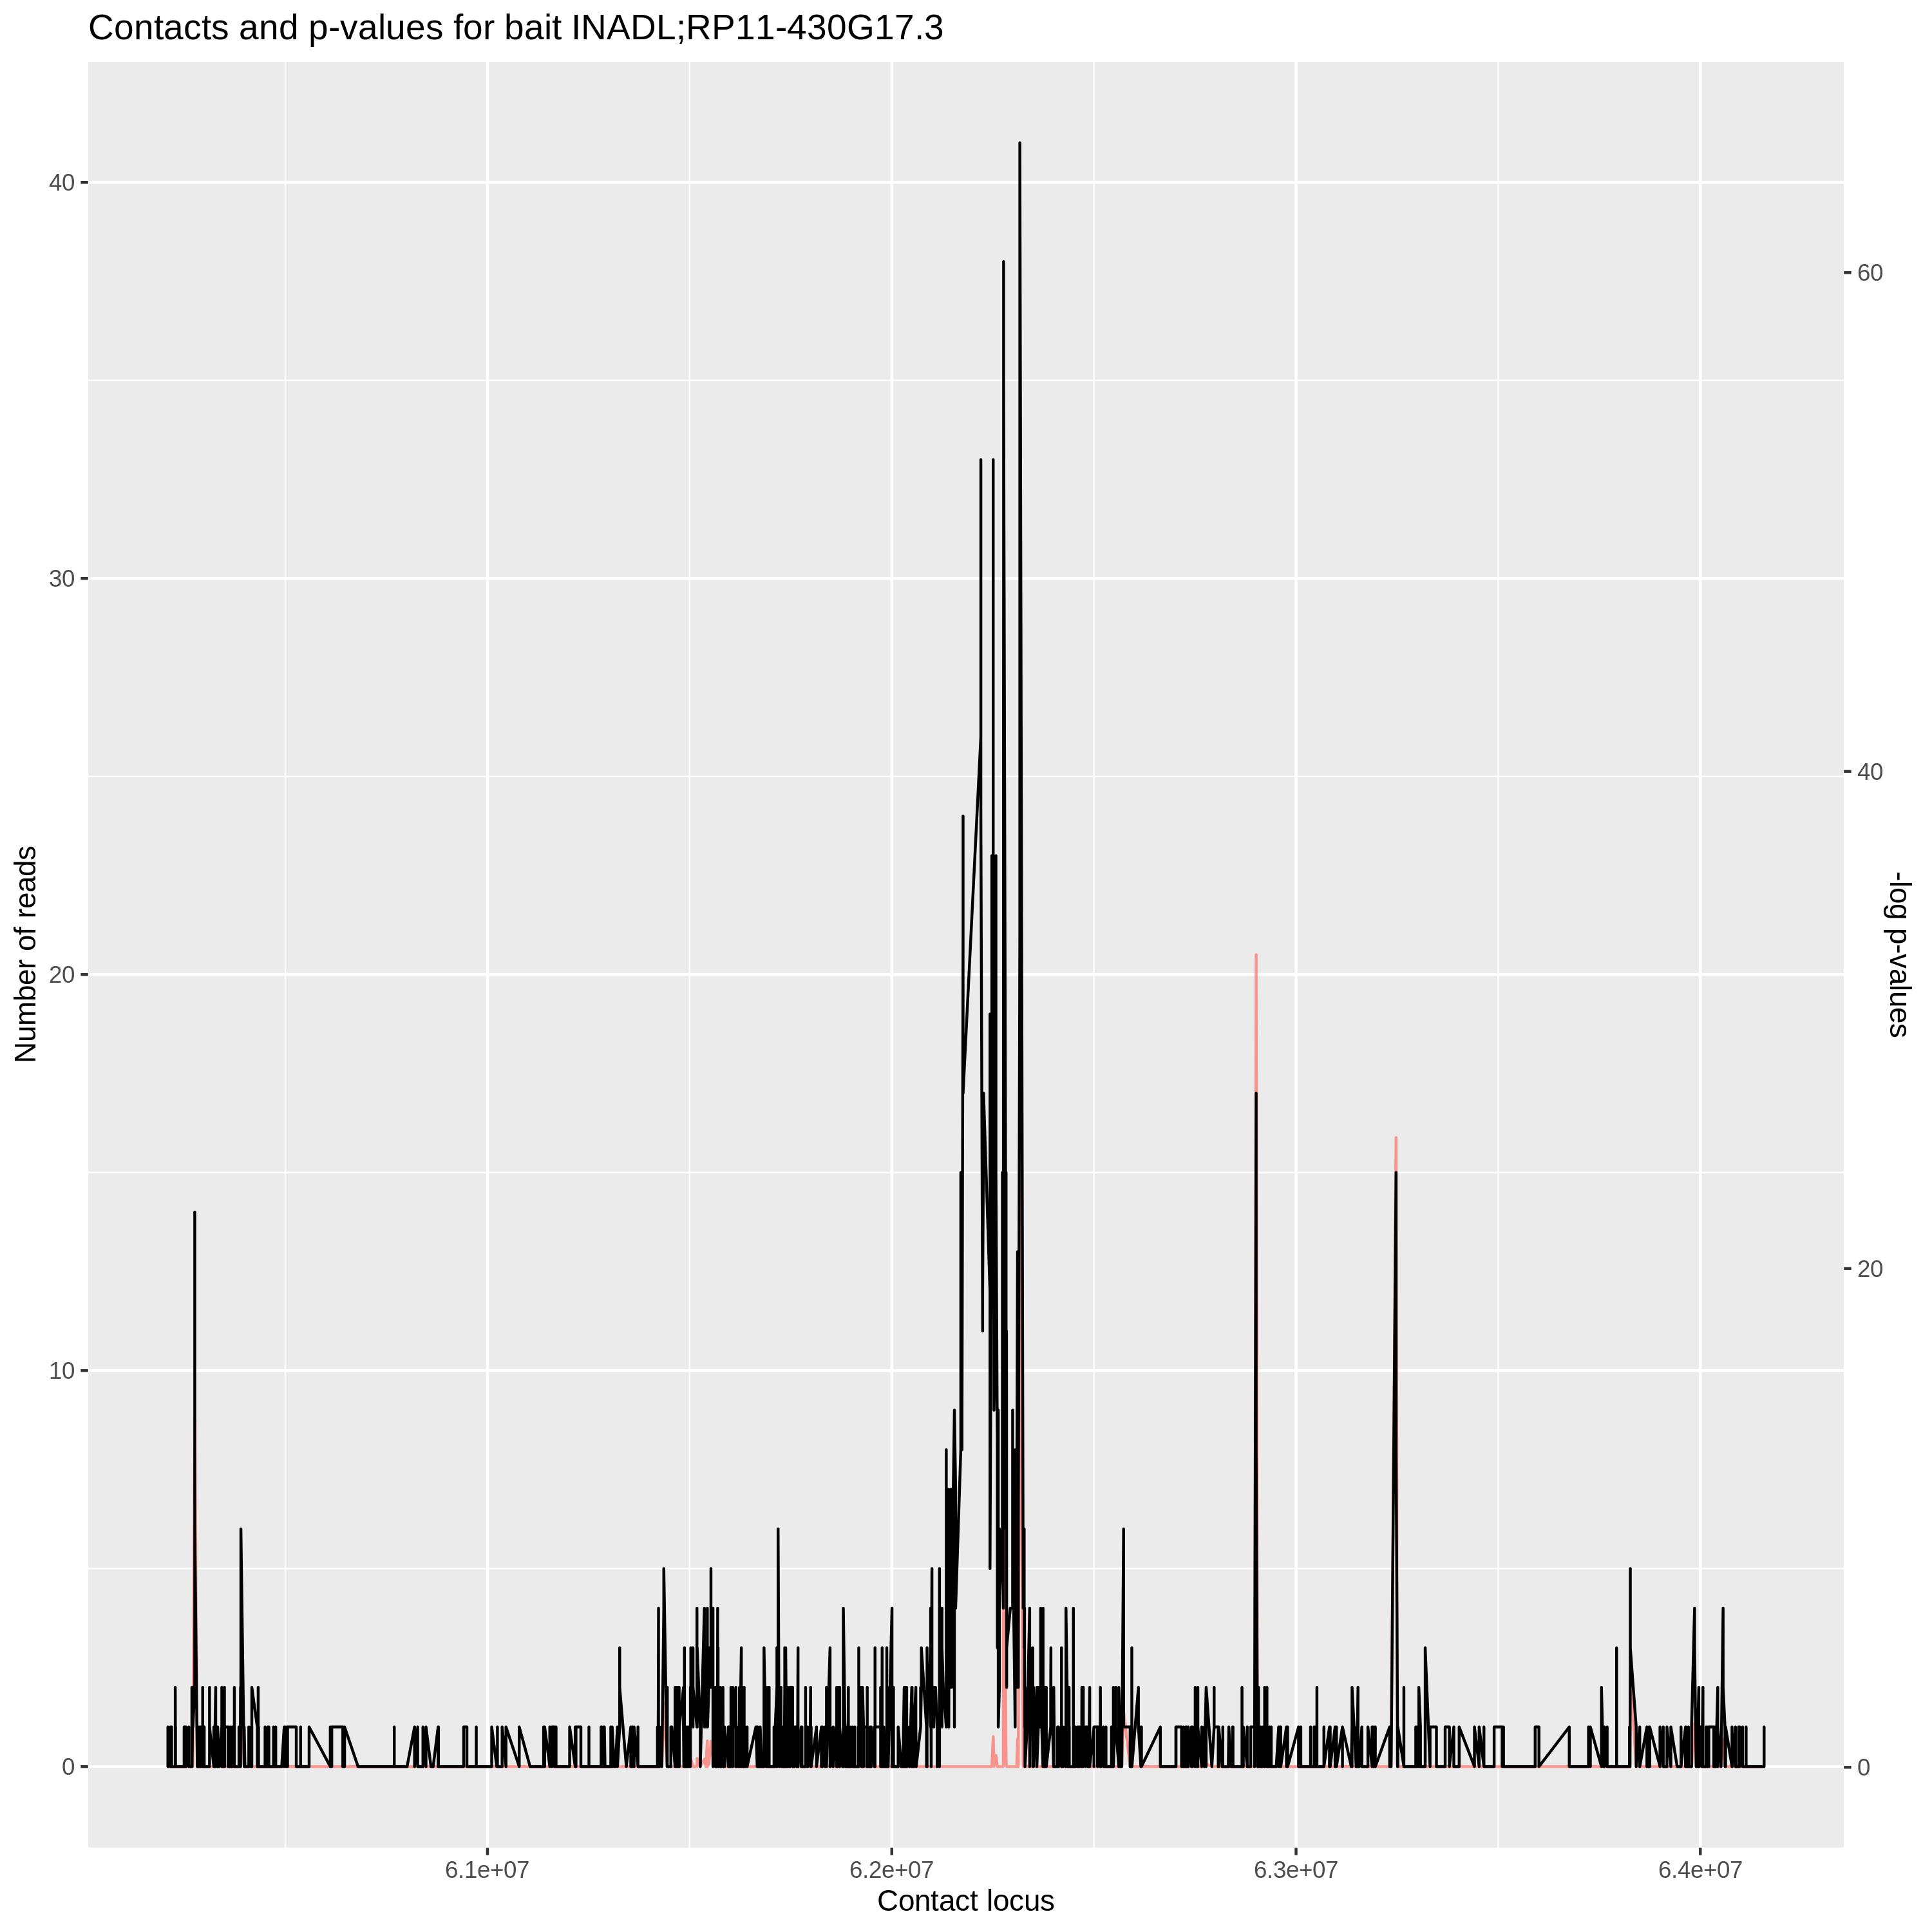 Contacts and p-values for bait INADL;RP11-430G17.3
40
30
20
10
0
Number of reads
60
40
20
0
-log p-values
6.1e+07
6.2e+07
6.3e+07
6.4e+07
Contact locus